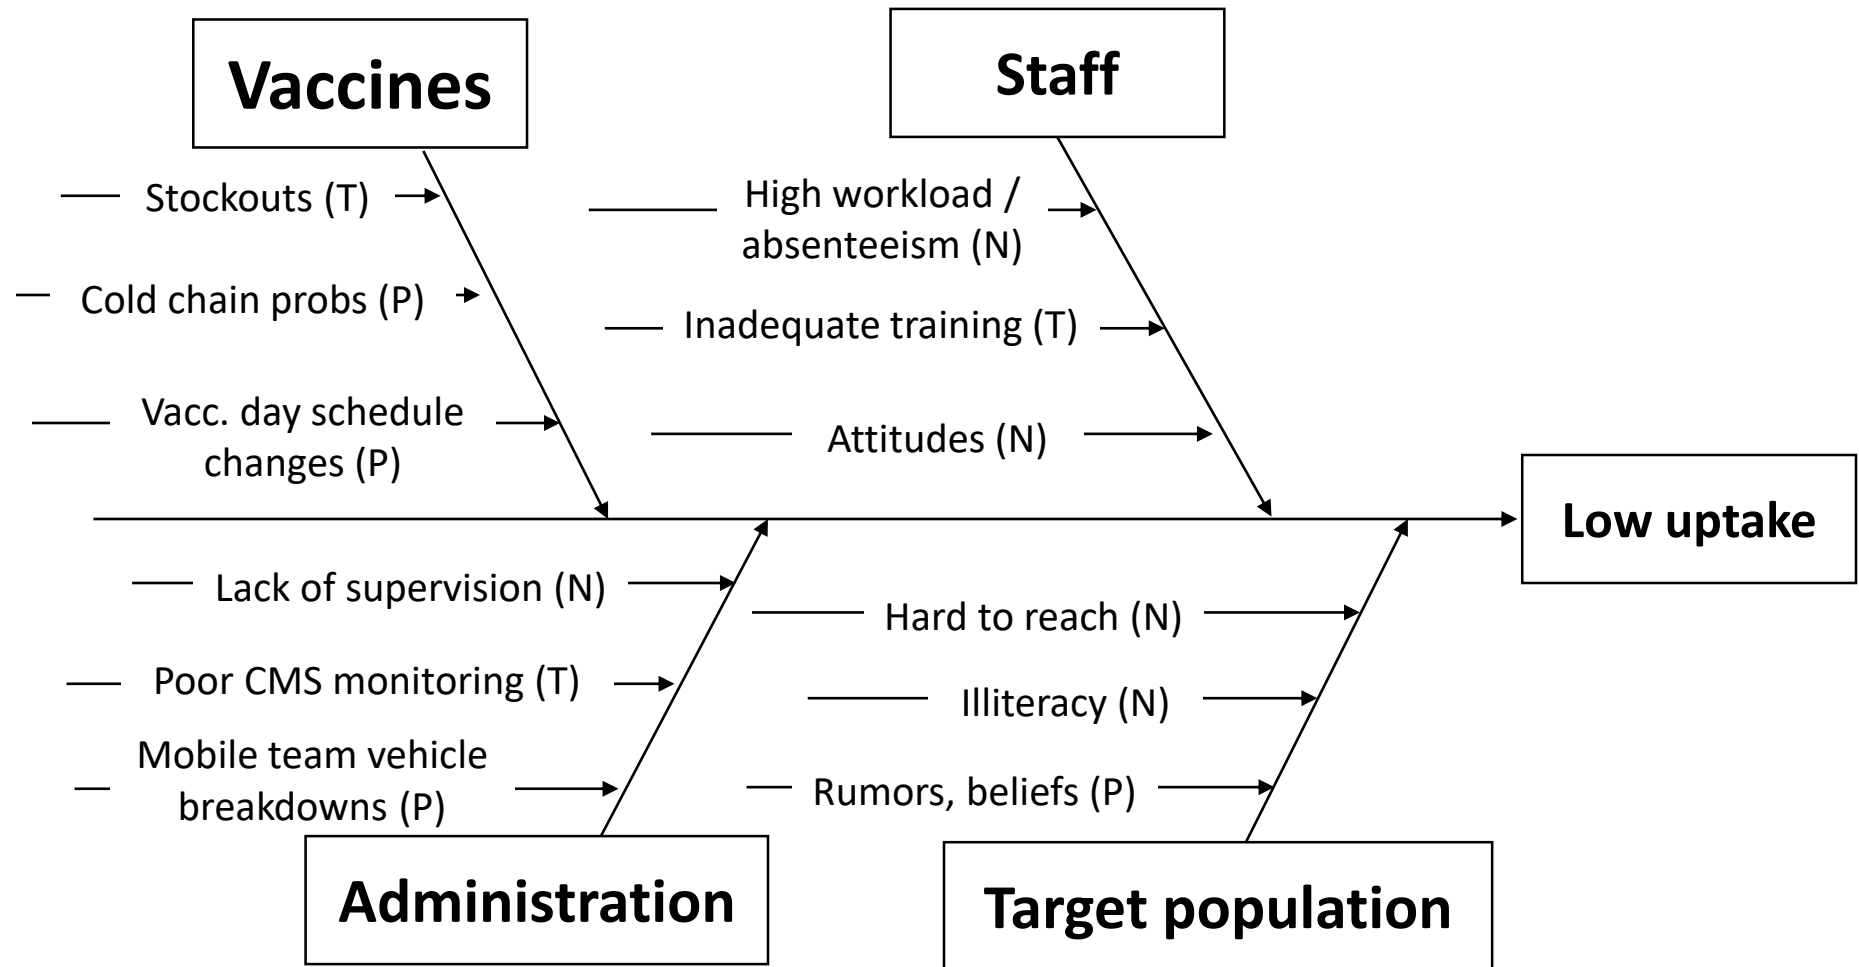 Vaccines
Staff
Stockouts (T)
Cold chain probs (P)
Vacc. day schedule
changes (P)
High workload /
absenteeism (N)
Inadequate training (T)
Attitudes (N)
Low uptake
Lack of supervision (N)
Poor CMS monitoring (T)
Mobile team vehicle
breakdowns (P)
Administration
Hard to reach (N)
Illiteracy (N)
Rumors, beliefs (P)
Target population